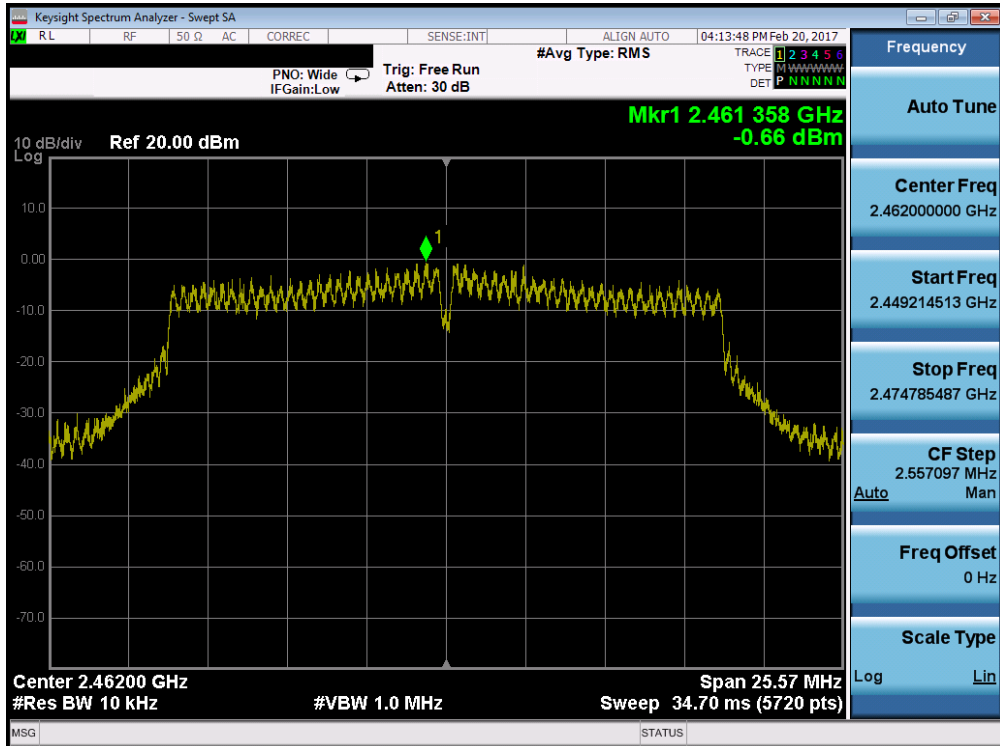 Keysight Spectrum Analyzer - Swept SA
LXI RL RF 50 Ω AC CORREC SENSE:INT ALIGN AUTO 04:13:48 PM Feb 20, 2017
#Avg Type: RMS
TRACE 1 2 3 4 5 6
TYPE M W W W W W
DET P N N N N N
PNO: Wide
IFGain:Low
Trig: Free Run
Atten: 30 dB
Mkr1 2.461 358 GHz
-0.66 dBm
10 dB/div
Log
Ref 20.00 dBm
1
10.0
0.00
-10.0
-20.0
-30.0
-40.0
-50.0
-60.0
-70.0
Center 2.46200 GHz
Span 25.57 MHz
#Res BW 10 kHz
#VBW 1.0 MHz
Sweep 34.70 ms (5720 pts)
MSG
STATUS
Frequency
Auto Tune
Center Freq
2.462000000 GHz
Start Freq
2.449214513 GHz
Stop Freq
2.474785487 GHz
CF Step
2.557097 MHz
Auto Man
Freq Offset
0 Hz
Scale Type
Log Lin